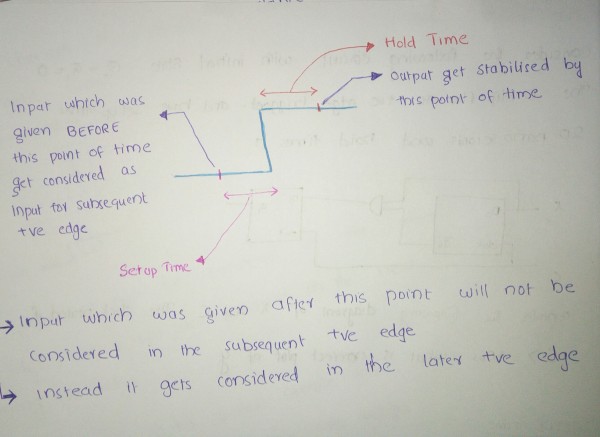 Hold Time
Output get stabilised by
this point of time
Input which was
given BEFORE
this point of time
get considered as
Input for subsequent
+ve edge
Setup Time
→ Input which was given after this point will not be
considered in the subsequent +ve edge
↳ instead it gets considered in the later +ve edge